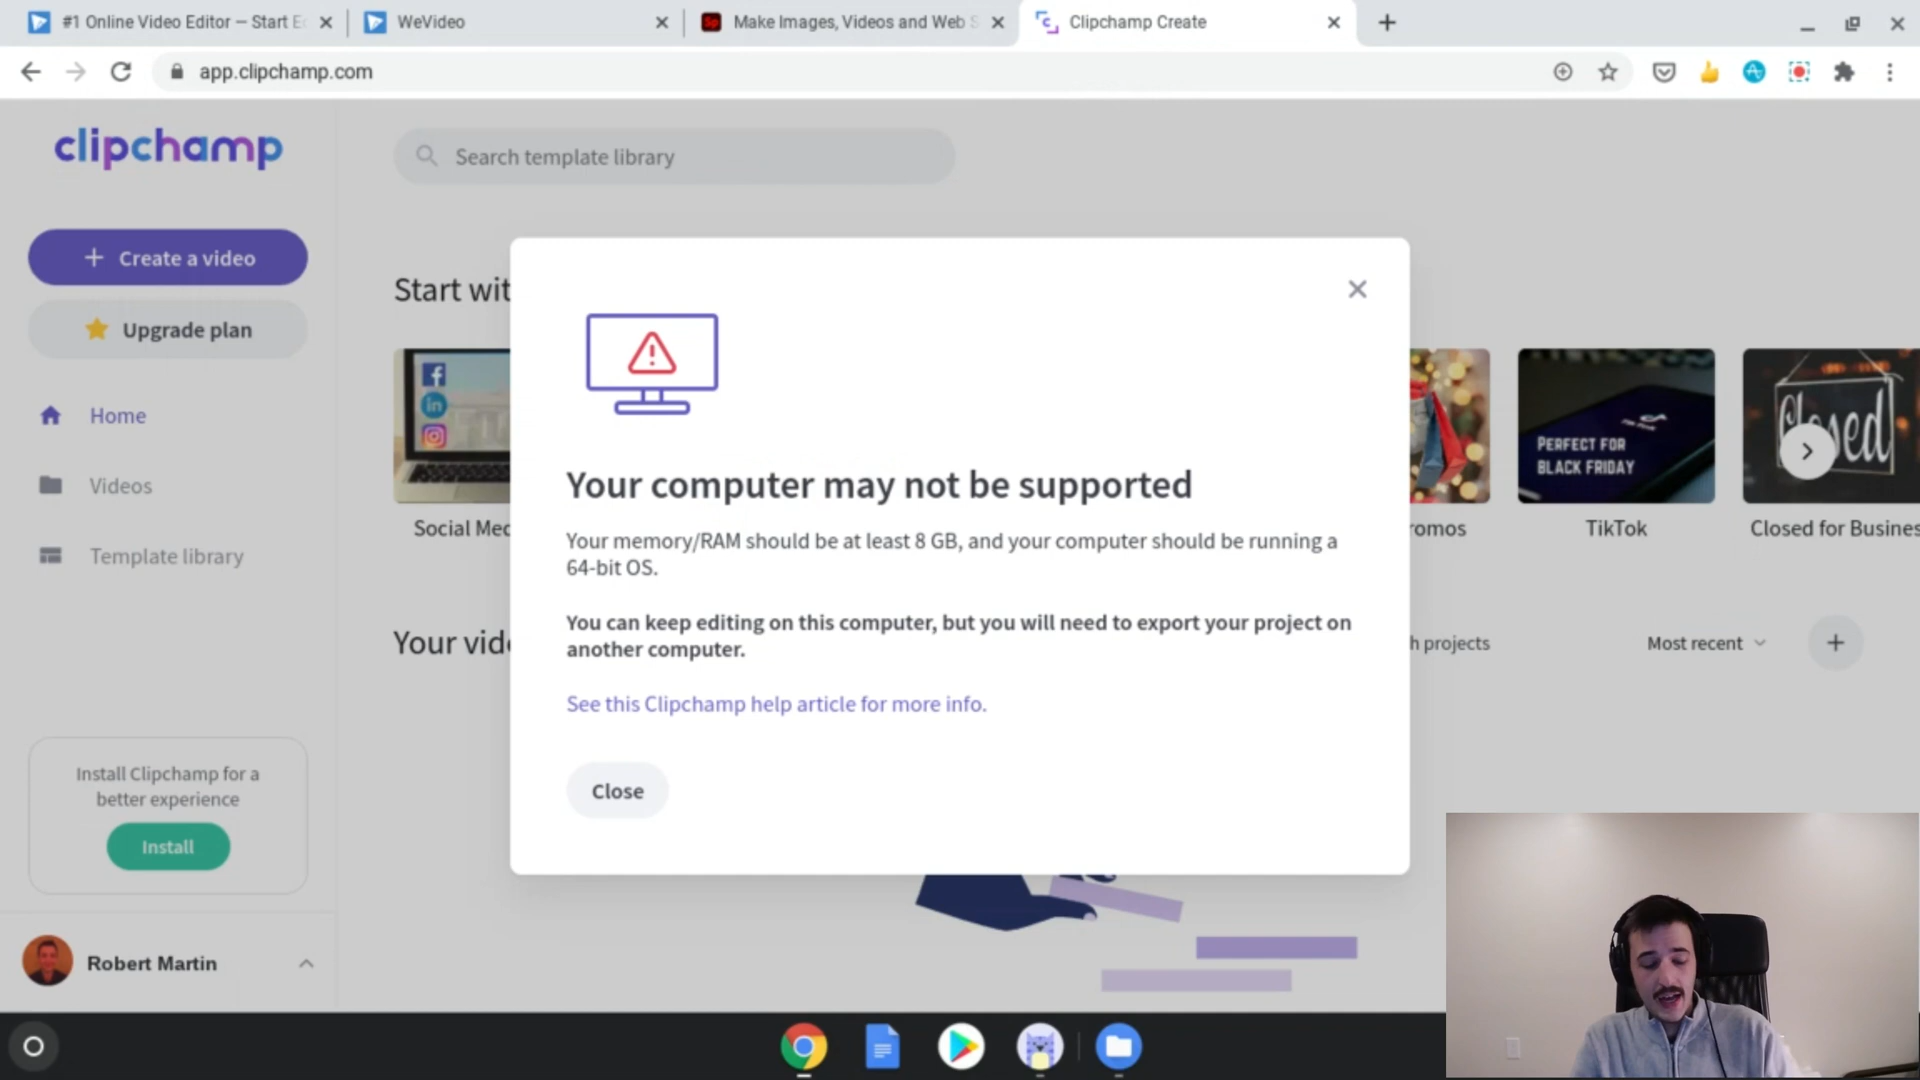 #1 Online Video Editor — Start E
WeVideo
Make Images, Videos and Web S
Clipchamp Create
app.clipchamp.com
clipchamp
Search template library
+ Create a video
Upgrade plan
Home
Videos
Template library
Start wit
Social Med
romos
TikTok
PERFECT FOR
BLACK FRIDAY
Closed
Closed for Busines
Your vide
h projects
Most recent
Your computer may not be supported
Your memory/RAM should be at least 8 GB, and your computer should be running a
64-bit OS.
You can keep editing on this computer, but you will need to export your project on
another computer.
See this Clipchamp help article for more info.
Close
Install Clipchamp for a
better experience
Install
Robert Martin